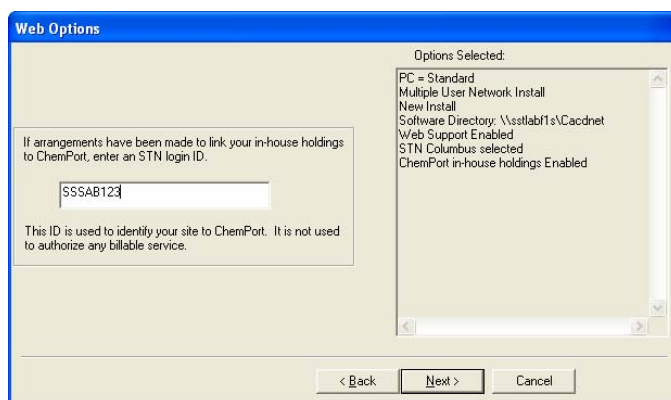 Web Options
Options Selected:
PC = Standard
Multiple User Network Install
New Install
Software Directory: \\sstlabf1s\Cacdnet
Web Support Enabled
STN Columbus selected
ChemPort in-house holdings Enabled
If arrangements have been made to link your in-house holdings
to ChemPort, enter an STN login ID.
SSSAB123
This ID is used to identify your site to ChemPort. It is not used
to authorize any billable service.
< Back
Next >
Cancel